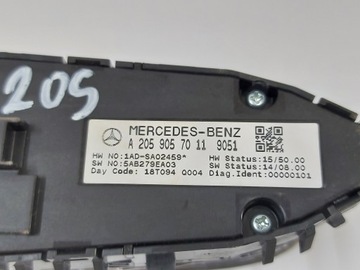 205
MERCEDES-BENZ
A 205 905 70 11 9051
HW NO:1AD-SA02459* HW Status:15/50.00
SW NO:5AB279EA03 SW Status:14/08.00
Day Code: 18T094 0004 Diag.Ident:00000101